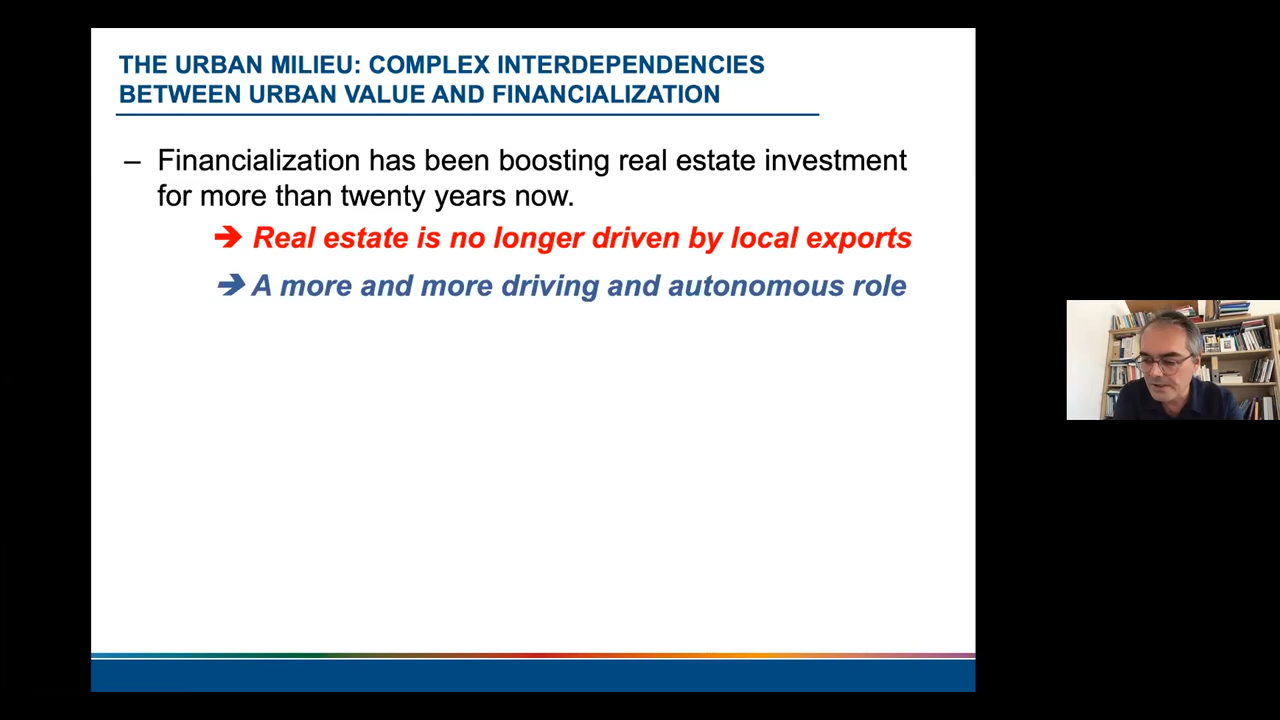 THE URBAN MILIEU: COMPLEX INTERDEPENDENCIES
BETWEEN URBAN VALUE AND FINANCIALIZATION
– Financialization has been boosting real estate investment
for more than twenty years now.
➔ Real estate is no longer driven by local exports
➔ A more and more driving and autonomous role